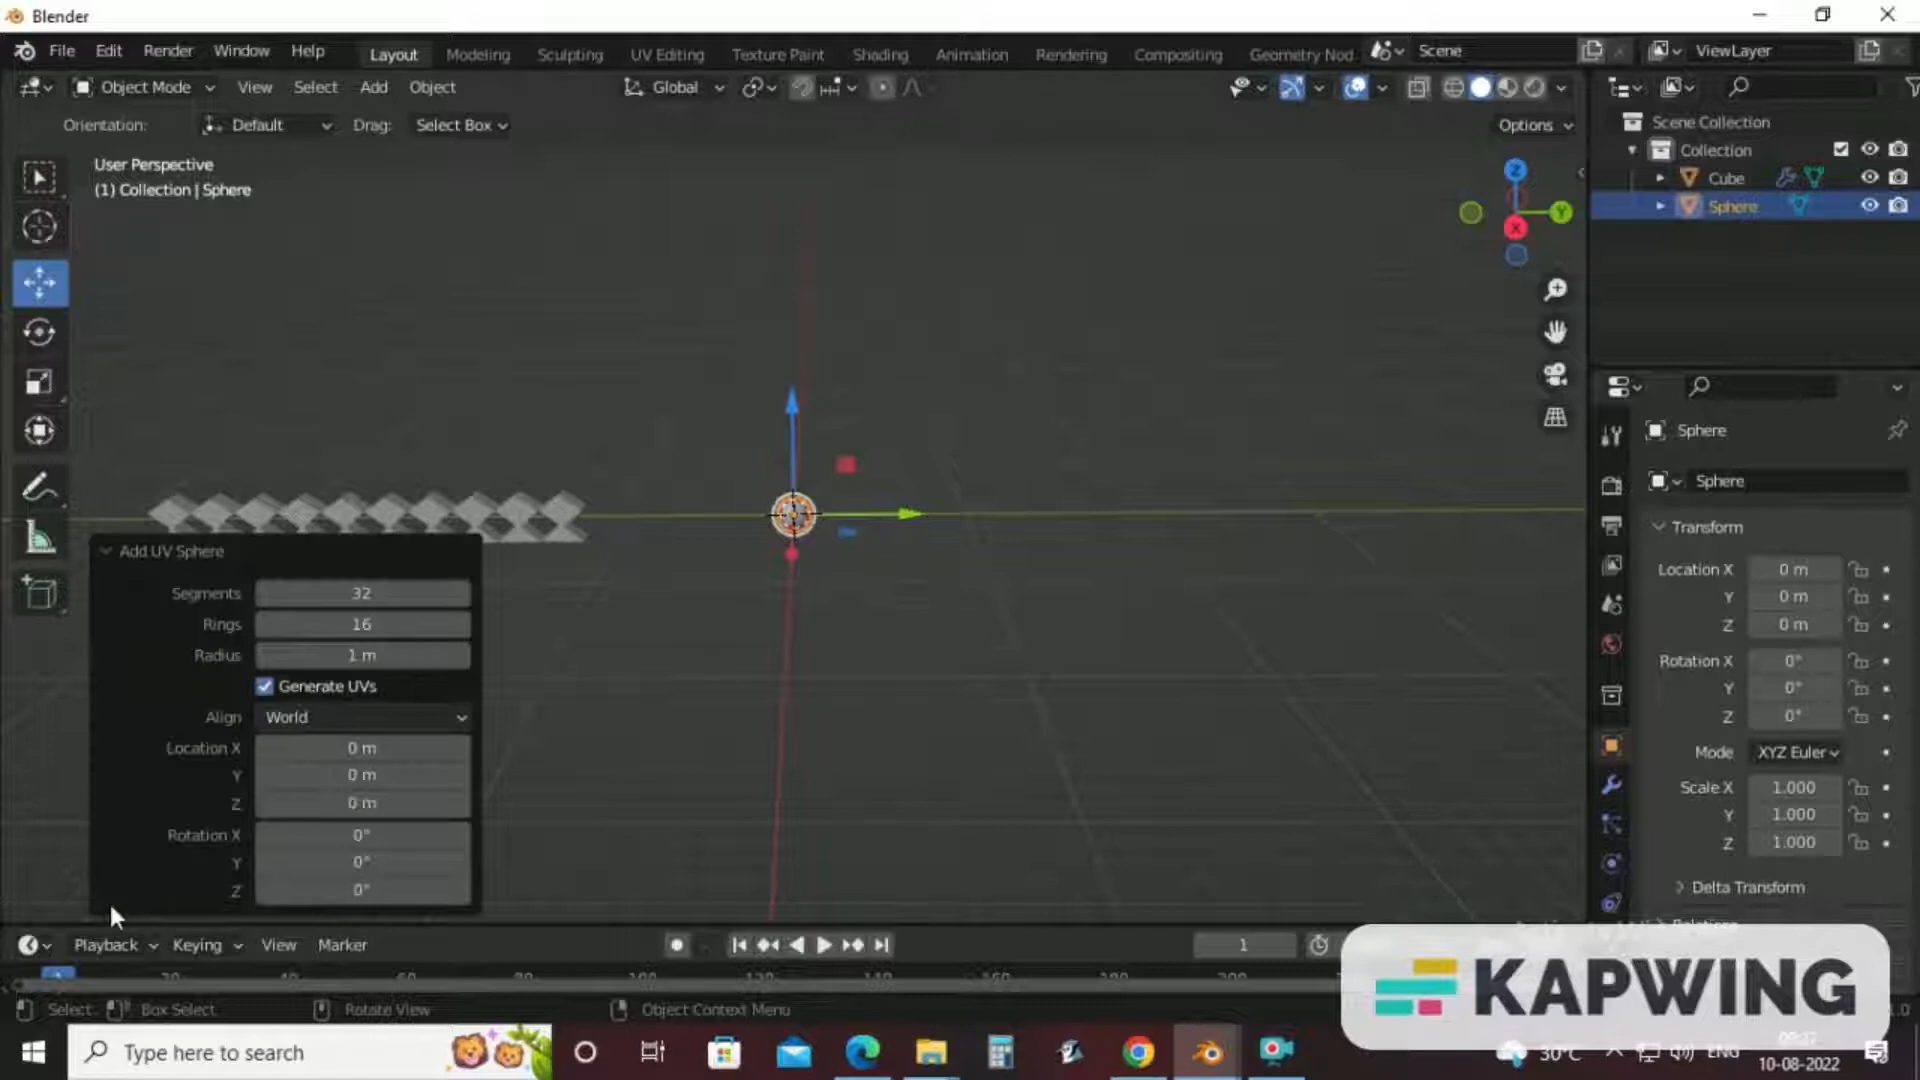 Blender
File Edit Render Window Help Layout Modeling Sculpting UV Editing Texture Paint Shading Animation Rendering Compositing Geometry Nod Scene ViewLayer
Object Mode View Select Add Object Global
Orientation: Default Drag: Select Box Options
User Perspective
(1) Collection | Sphere
Z
Y
X
Scene Collection
Collection
Cube
Sphere
Sphere
Sphere
Transform
Location X 0 m
Y 0 m
Z 0 m
Rotation X 0°
Y 0°
Z 0°
Mode XYZ Euler
Scale X 1.000
Y 1.000
Z 1.000
Delta Transform
Add UV Sphere
Segments 32
Rings 16
Radius 1 m
Generate UVs
Align World
Location X 0 m
Y 0 m
Z 0 m
Rotation X 0°
Y 0°
Z 0°
Playback Keying View Marker 1
Select Box Select Rotate View Object Context Menu
KAPWING
Type here to search
30°C ENG
10-08-2022